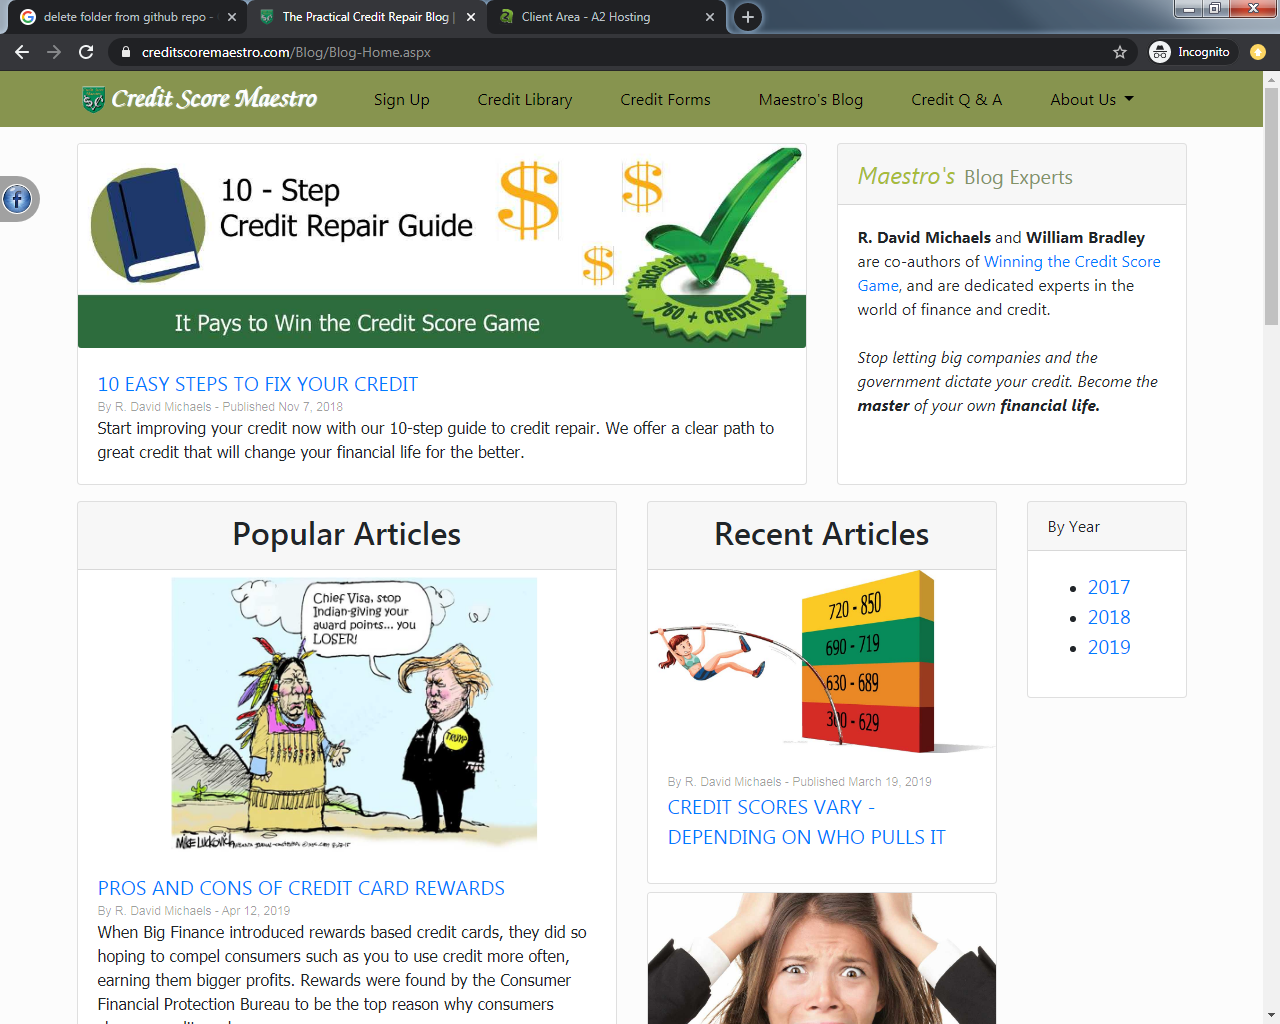 delete folder from github repo -
The Practical Credit Repair Blog |
Client Area - A2 Hosting
creditscoremaestro.com/Blog/Blog-Home.aspx
Incognito
Credit Score Maestro
Sign Up
Credit Library
Credit Forms
Maestro's Blog
Credit Q & A
About Us
10 - Step
Credit Repair Guide
760 + CREDIT SCORE
It Pays to Win the Credit Score Game
10 EASY STEPS TO FIX YOUR CREDIT
By R. David Michaels - Published Nov 7, 2018
Start improving your credit now with our 10-step guide to credit repair. We offer a clear path to
great credit that will change your financial life for the better.
Maestro's Blog Experts
R. David Michaels and William Bradley
are co-authors of Winning the Credit Score
Game, and are dedicated experts in the
world of finance and credit.
Stop letting big companies and the
government dictate your credit. Become the
master of your own financial life.
Popular Articles
Chief Visa, stop
Indian-giving your
award points... you
LOSER!
TRUMP
MIKE LUCKOVICH
PROS AND CONS OF CREDIT CARD REWARDS
By R. David Michaels - Apr 12, 2019
When Big Finance introduced rewards based credit cards, they did so
hoping to compel consumers such as you to use credit more often,
earning them bigger profits. Rewards were found by the Consumer
Financial Protection Bureau to be the top reason why consumers
Recent Articles
720 - 850
690 - 719
630 - 689
300 - 629
By R. David Michaels - Published March 19, 2019
CREDIT SCORES VARY -
DEPENDING ON WHO PULLS IT
By Year
2017
2018
2019